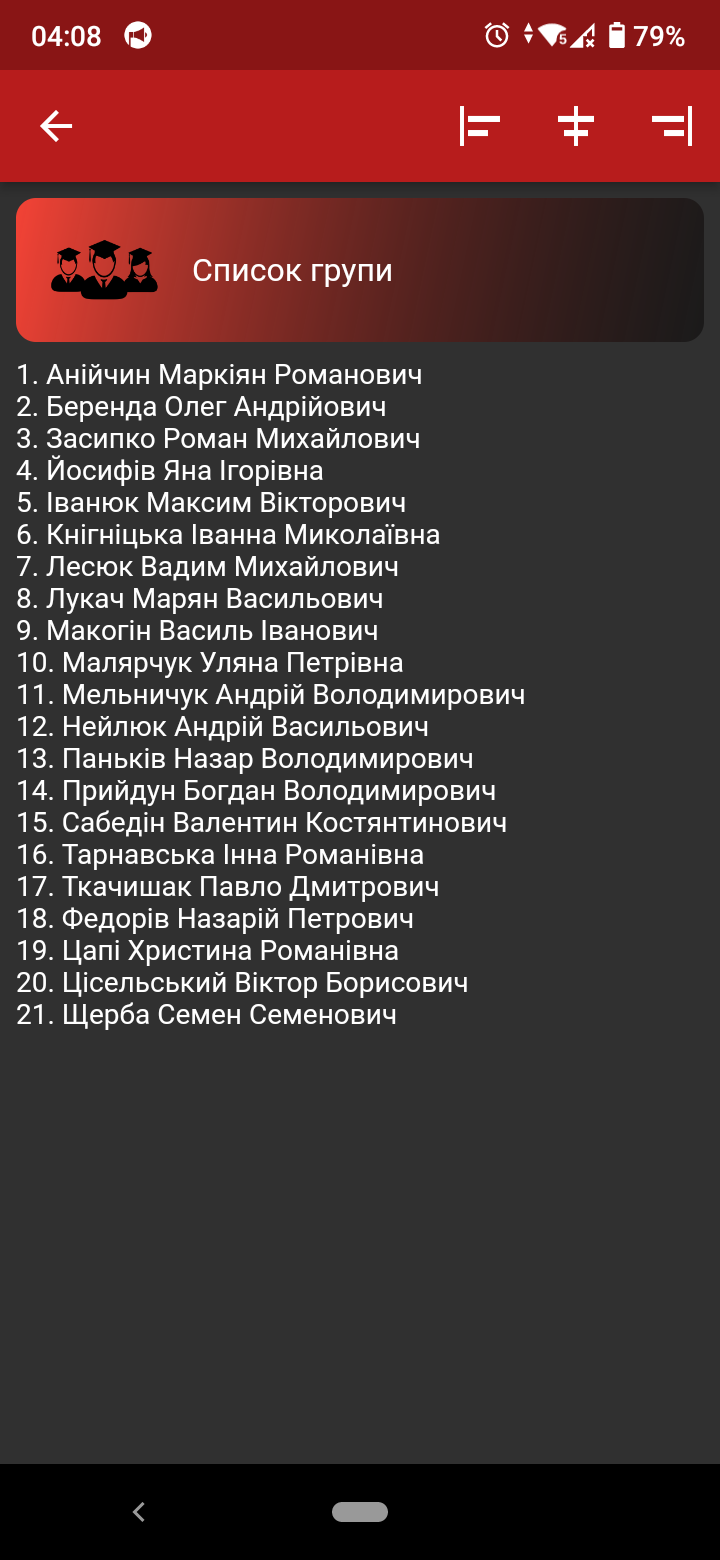 04:08
5
79%
Список групи
1. Анійчин Маркіян Романович
2. Беренда Олег Андрійович
3. Засипко Роман Михайлович
4. Йосифів Яна Ігорівна
5. Іванюк Максим Вікторович
6. Кнігніцька Іванна Миколаївна
7. Лесюк Вадим Михайлович
8. Лукач Марян Васильович
9. Макогін Василь Іванович
10. Малярчук Уляна Петрівна
11. Мельничук Андрій Володимирович
12. Нейлюк Андрій Васильович
13. Паньків Назар Володимирович
14. Прийдун Богдан Володимирович
15. Сабедін Валентин Костянтинович
16. Тарнавська Інна Романівна
17. Ткачишак Павло Дмитрович
18. Федорів Назарій Петрович
19. Цапі Христина Романівна
20. Цісельський Віктор Борисович
21. Щерба Семен Семенович